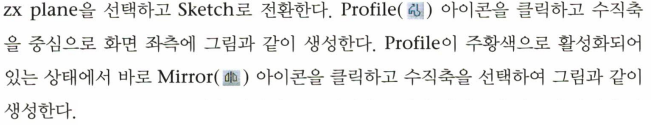 zx plane을 선택하고 Sketch로 전환한다. Profile( ) 아이콘을 클릭하고 수직축
을 중심으로 화면 좌측에 그림과 같이 생성한다. Profile이 주황색으로 활성화되어
있는 상태에서 바로 Mirror( ) 아이콘을 클릭하고 수직축을 선택하여 그림과 같이
생성한다.